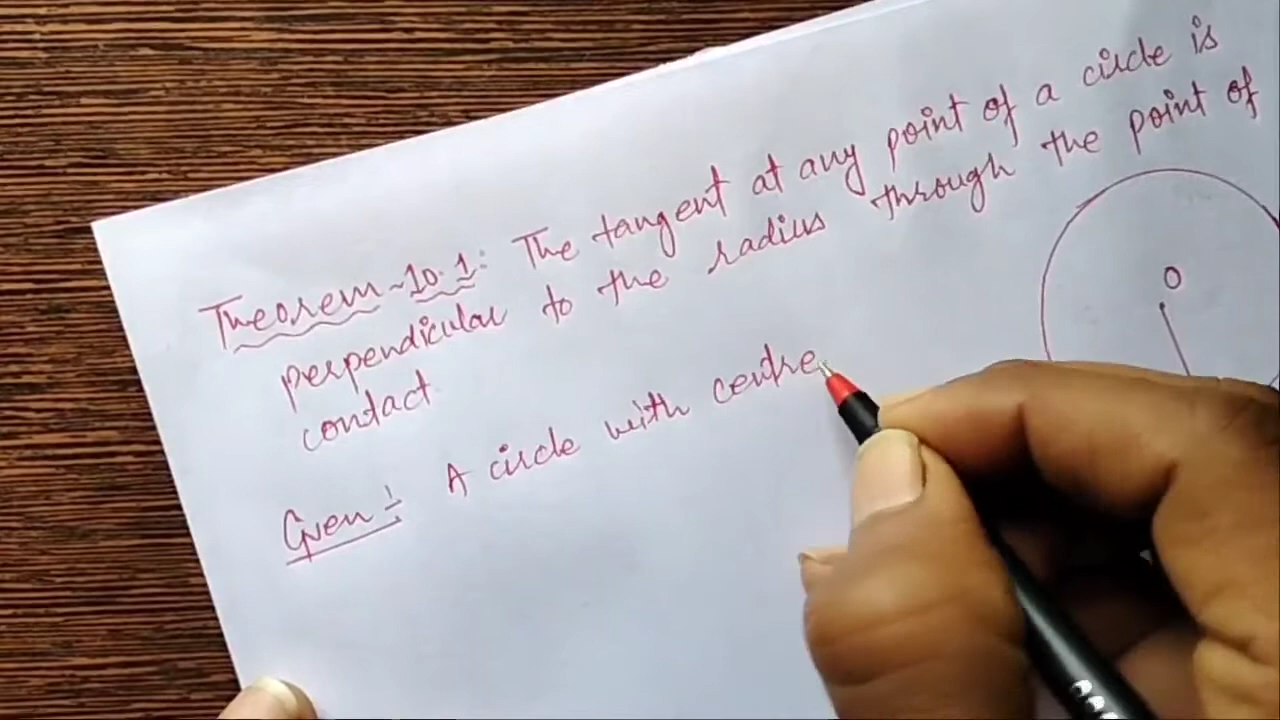 Theorem-10.1: The tangent at any point of a circle is
perpendicular to the radius through the point of
contact
Given :- A circle with centre
O